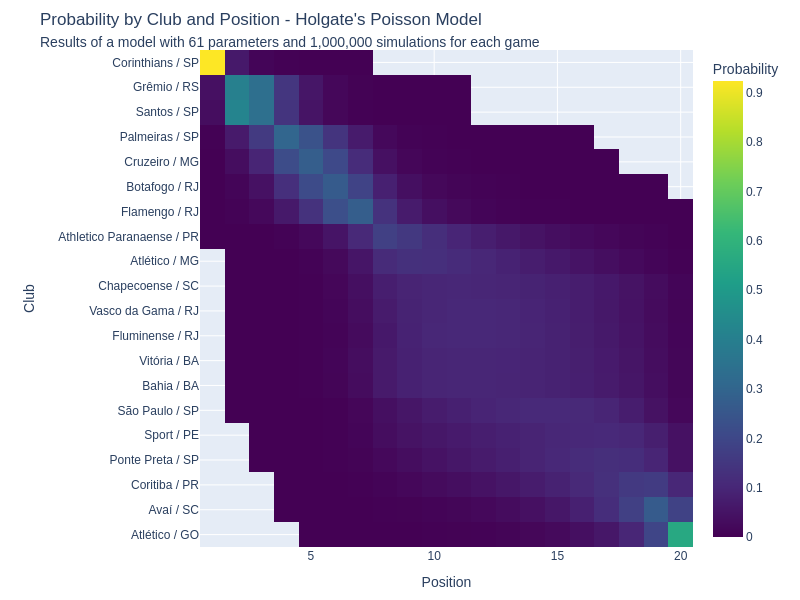 Probability by Club and Position - Holgate's Poisson Model
Results of a model with 61 parameters and 1,000,000 simulations for each game
Probability
Club
Corinthians / SP
Grêmio / RS
Santos / SP
Palmeiras / SP
Cruzeiro / MG
Botafogo / RJ
Flamengo / RJ
Athletico Paranaense / PR
Atlético / MG
Chapecoense / SC
Vasco da Gama / RJ
Fluminense / RJ
Vitória / BA
Bahia / BA
São Paulo / SP
Sport / PE
Ponte Preta / SP
Coritiba / PR
Avaí / SC
Atlético / GO
0.9
0.8
0.7
0.6
0.5
0.4
0.3
0.2
0.1
0
5 10 15 20
Position